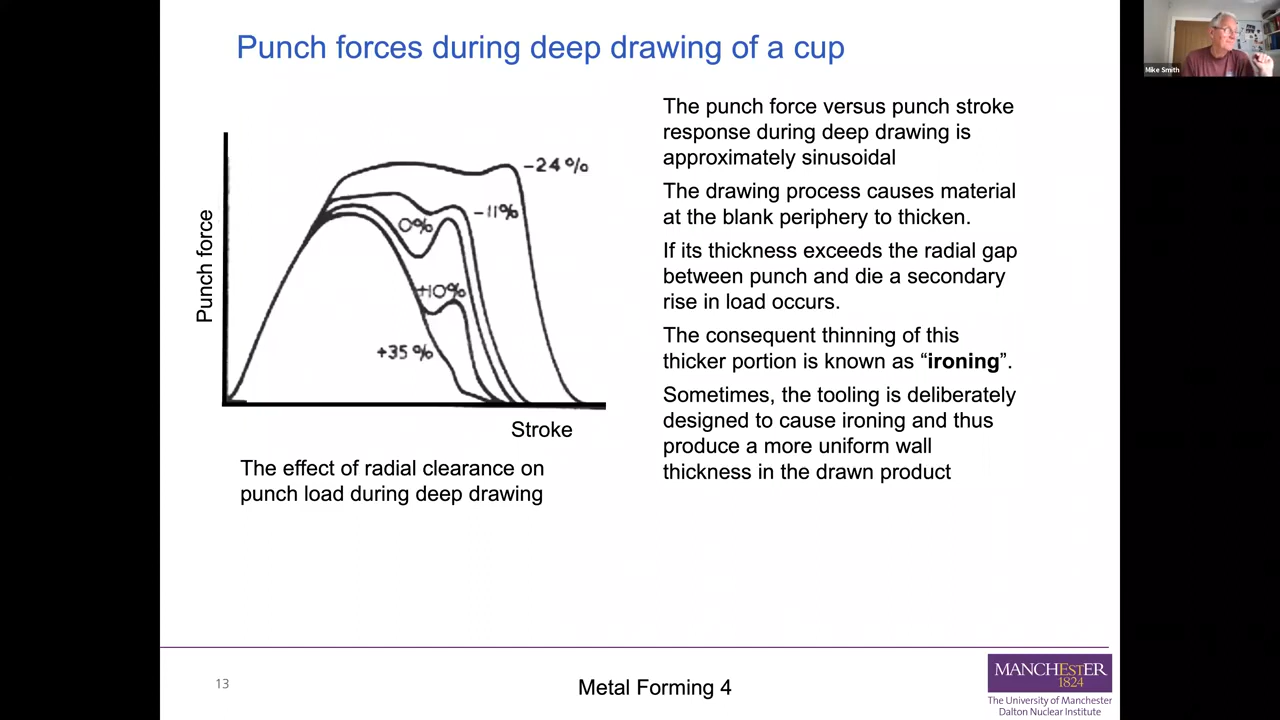 Punch forces during deep drawing of a cup
Mike Smith
The punch force versus punch stroke
response during deep drawing is
approximately sinusoidal
The drawing process causes material
at the blank periphery to thicken.
If its thickness exceeds the radial gap
between punch and die a secondary
rise in load occurs.
The consequent thinning of this
thicker portion is known as “ironing”.
Sometimes, the tooling is deliberately
designed to cause ironing and thus
produce a more uniform wall
thickness in the drawn product
Punch force
-24%
-11%
0%
+10%
+35%
Stroke
The effect of radial clearance on
punch load during deep drawing
13
Metal Forming 4
MANCHESTER
1824
The University of Manchester
Dalton Nuclear Institute